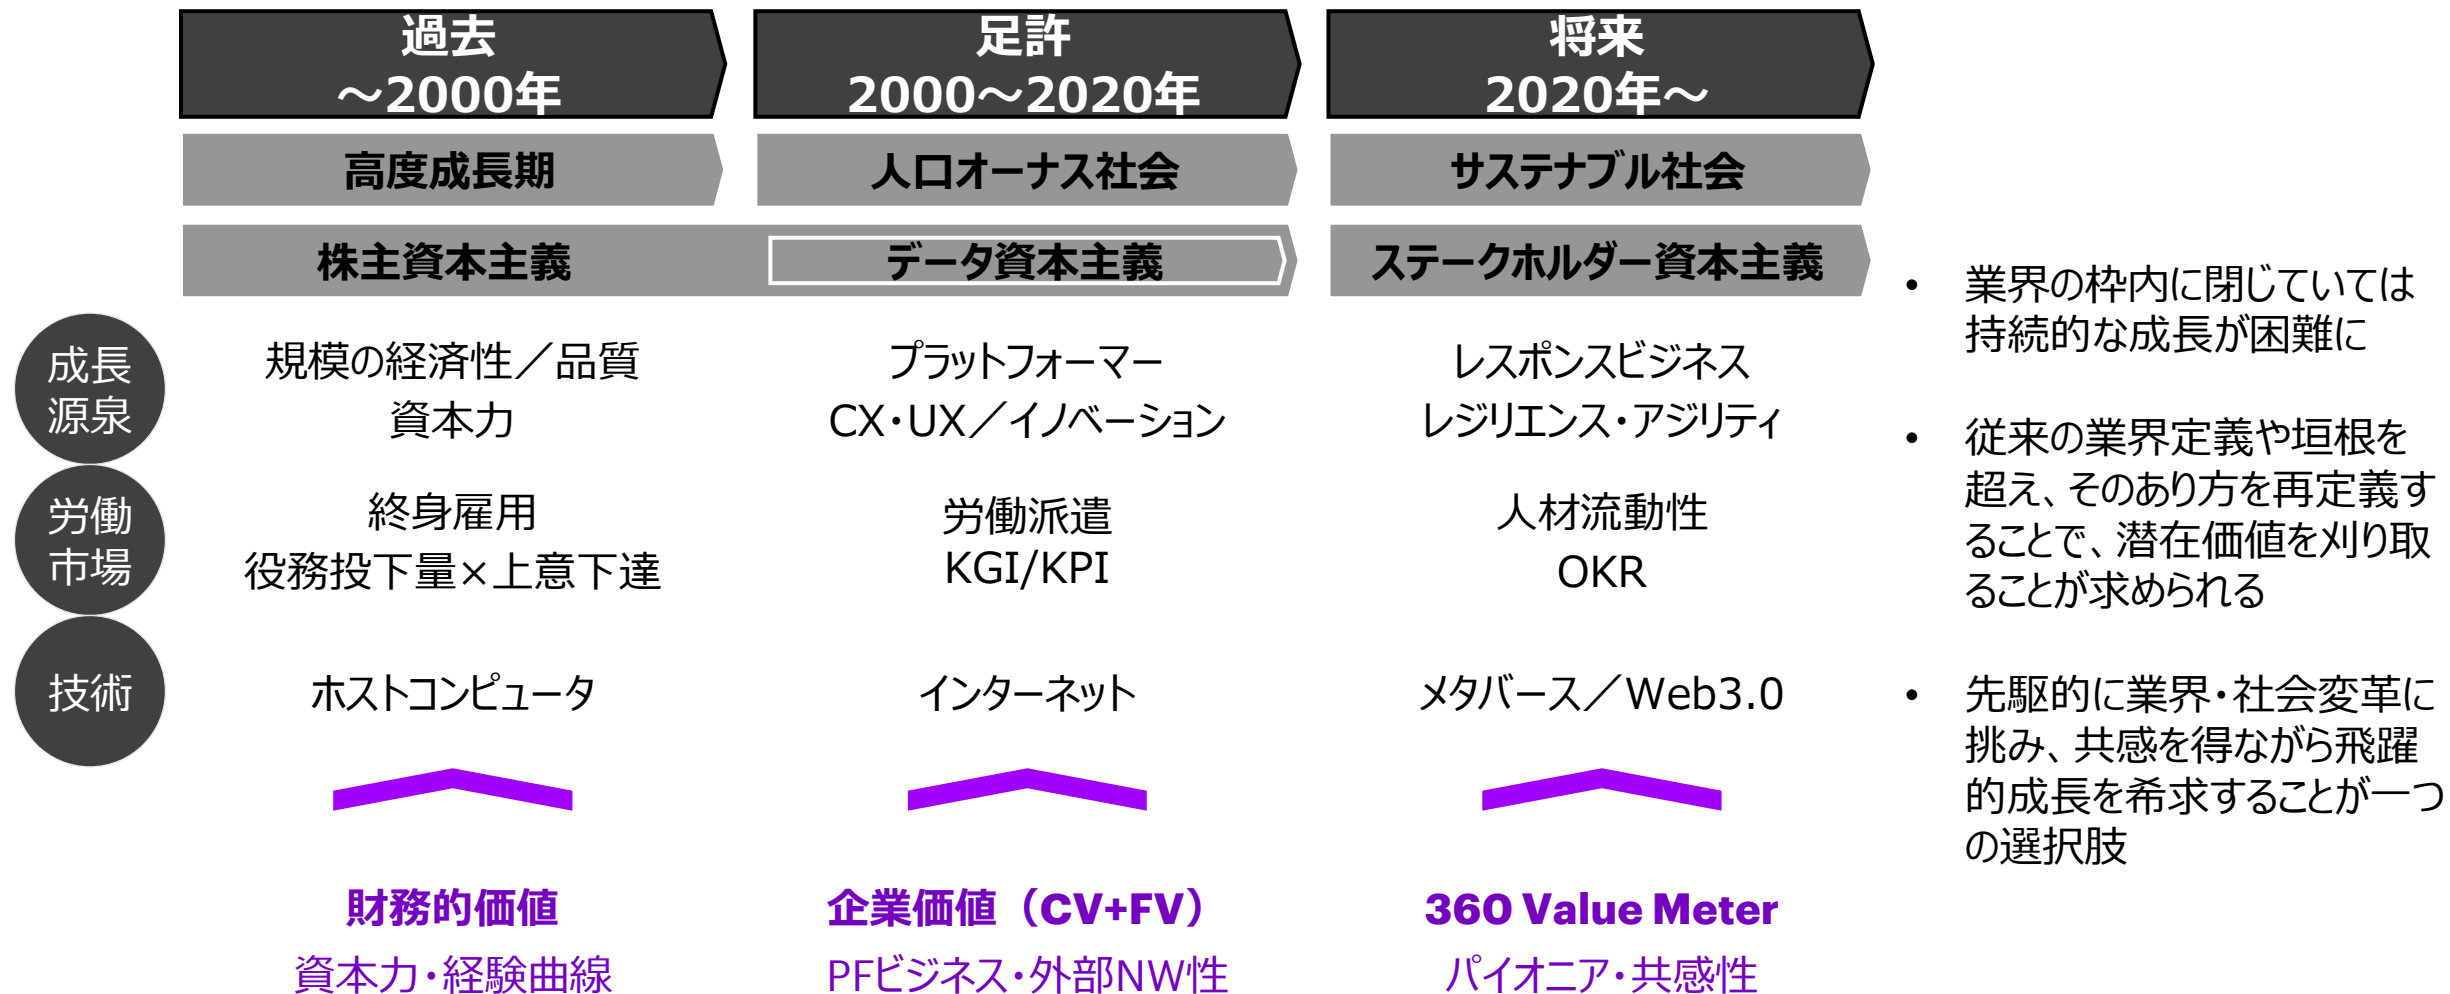 過去
～2000年
足許
2000～2020年
将来
2020年～
高度成長期
人口オーナス社会
サステナブル社会
株主資本主義
データ資本主義
ステークホルダー資本主義
成長
源泉
規模の経済性／品質
資本力
プラットフォーマー
CX・UX／イノベーション
レスポンスビジネス
レジリエンス・アジリティ
労働
市場
終身雇用
役務投下量×上意下達
労働派遣
KGI/KPI
人材流動性
OKR
技術
ホストコンピュータ
インターネット
メタバース／Web3.0
財務的価値
資本力・経験曲線
企業価値（CV+FV）
PFビジネス・外部NW性
360 Value Meter
パイオニア・共感性
• 業界の枠内に閉じていては
持続的な成長が困難に
• 従来の業界定義や垣根を
超え、そのあり方を再定義す
ることで、潜在価値を刈り取
ることが求められる
• 先駆的に業界・社会変革に
挑み、共感を得ながら飛躍
的成長を希求することが一つ
の選択肢